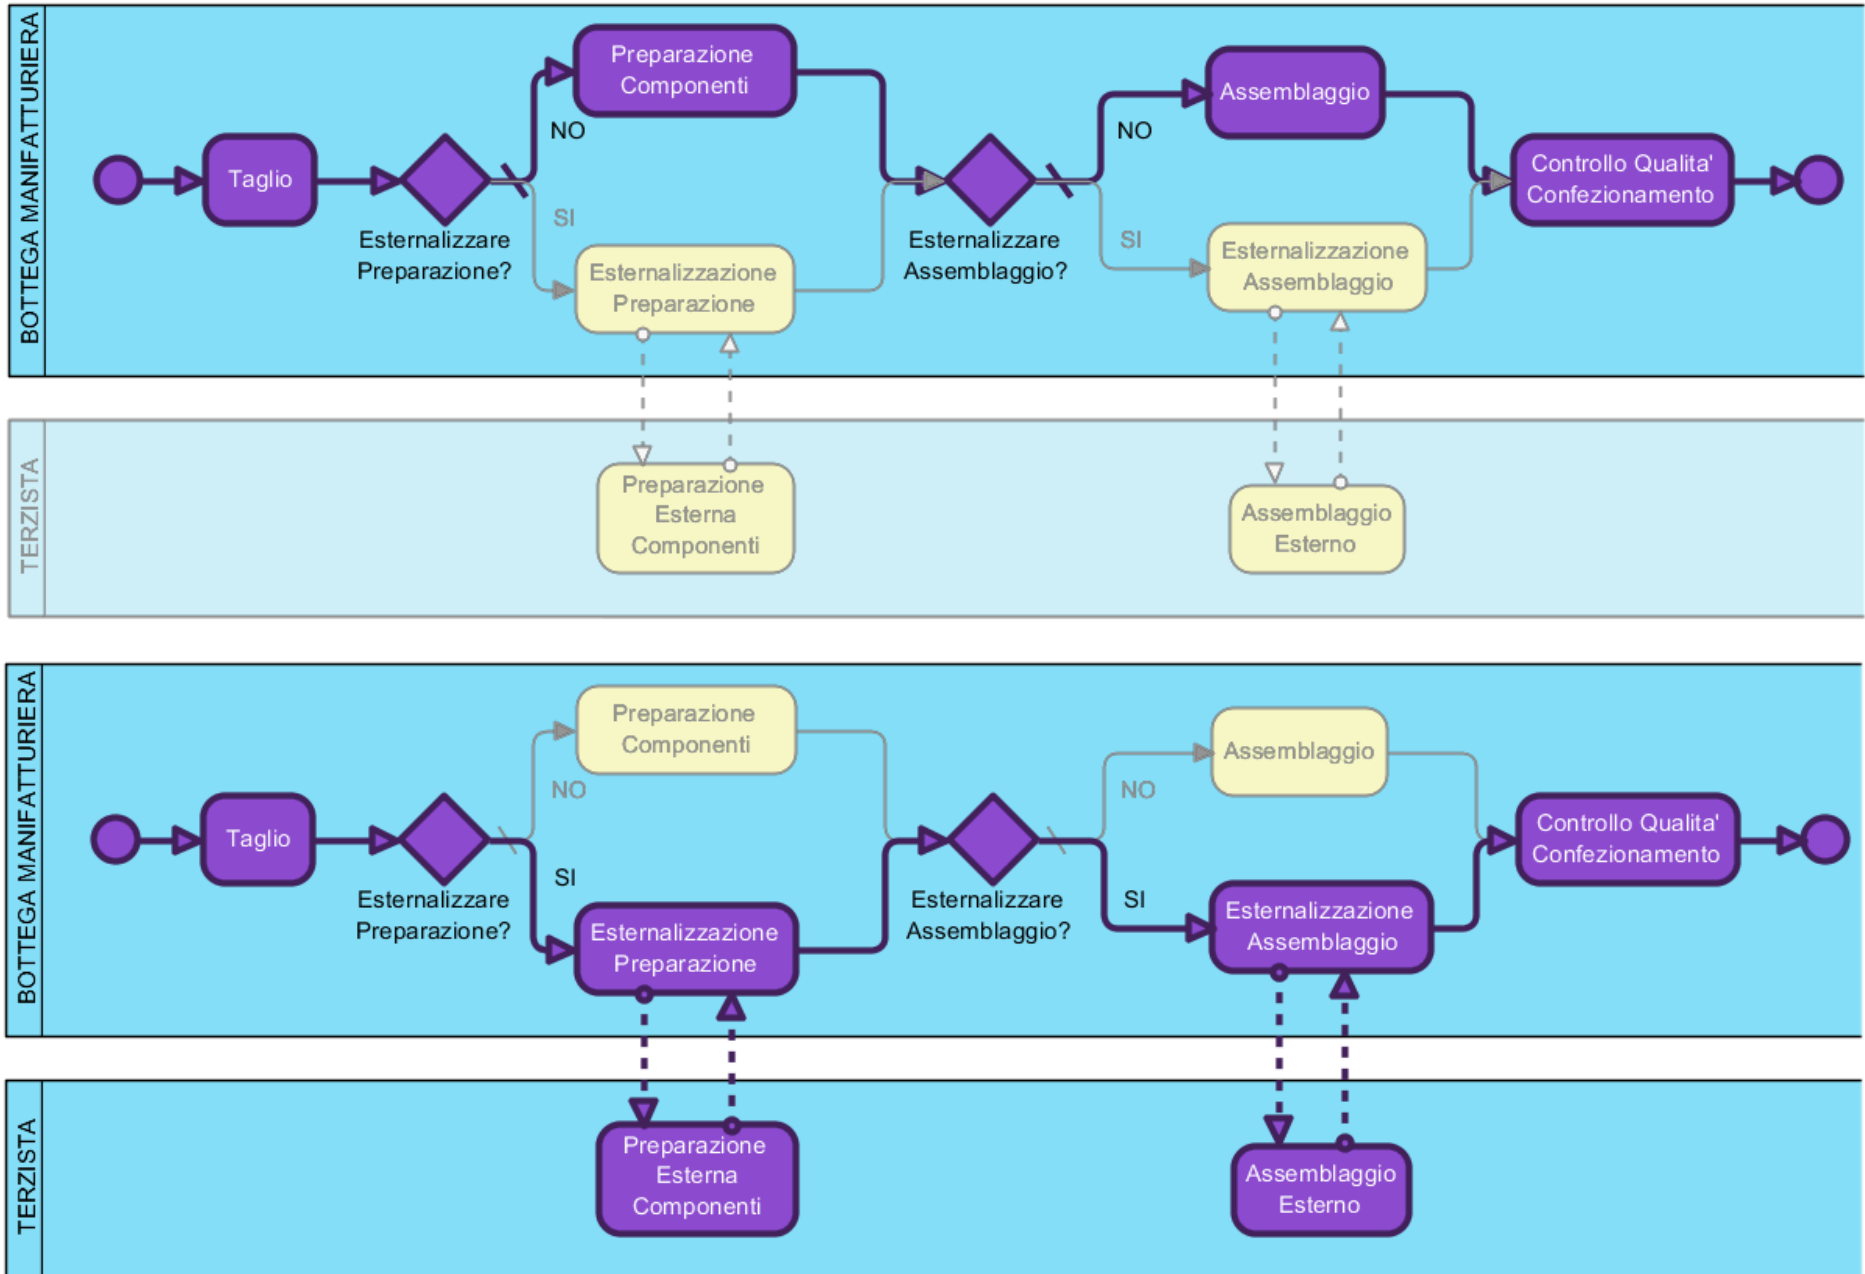 BOTTEGA MANIFATTURIERA
Taglio
Esternalizzare
Preparazione?
NO
SI
Preparazione
Componenti
Esternalizzazione
Preparazione
Esternalizzare
Assemblaggio?
NO
SI
Assemblaggio
Esternalizzazione
Assemblaggio
Controllo Qualita'
Confezionamento
TERZISTA
Preparazione
Esterna
Componenti
Assemblaggio
Esterno
BOTTEGA MANIFATTURIERA
Taglio
Esternalizzare
Preparazione?
NO
SI
Preparazione
Componenti
Esternalizzazione
Preparazione
Esternalizzare
Assemblaggio?
NO
SI
Assemblaggio
Esternalizzazione
Assemblaggio
Controllo Qualita'
Confezionamento
TERZISTA
Preparazione
Esterna
Componenti
Assemblaggio
Esterno